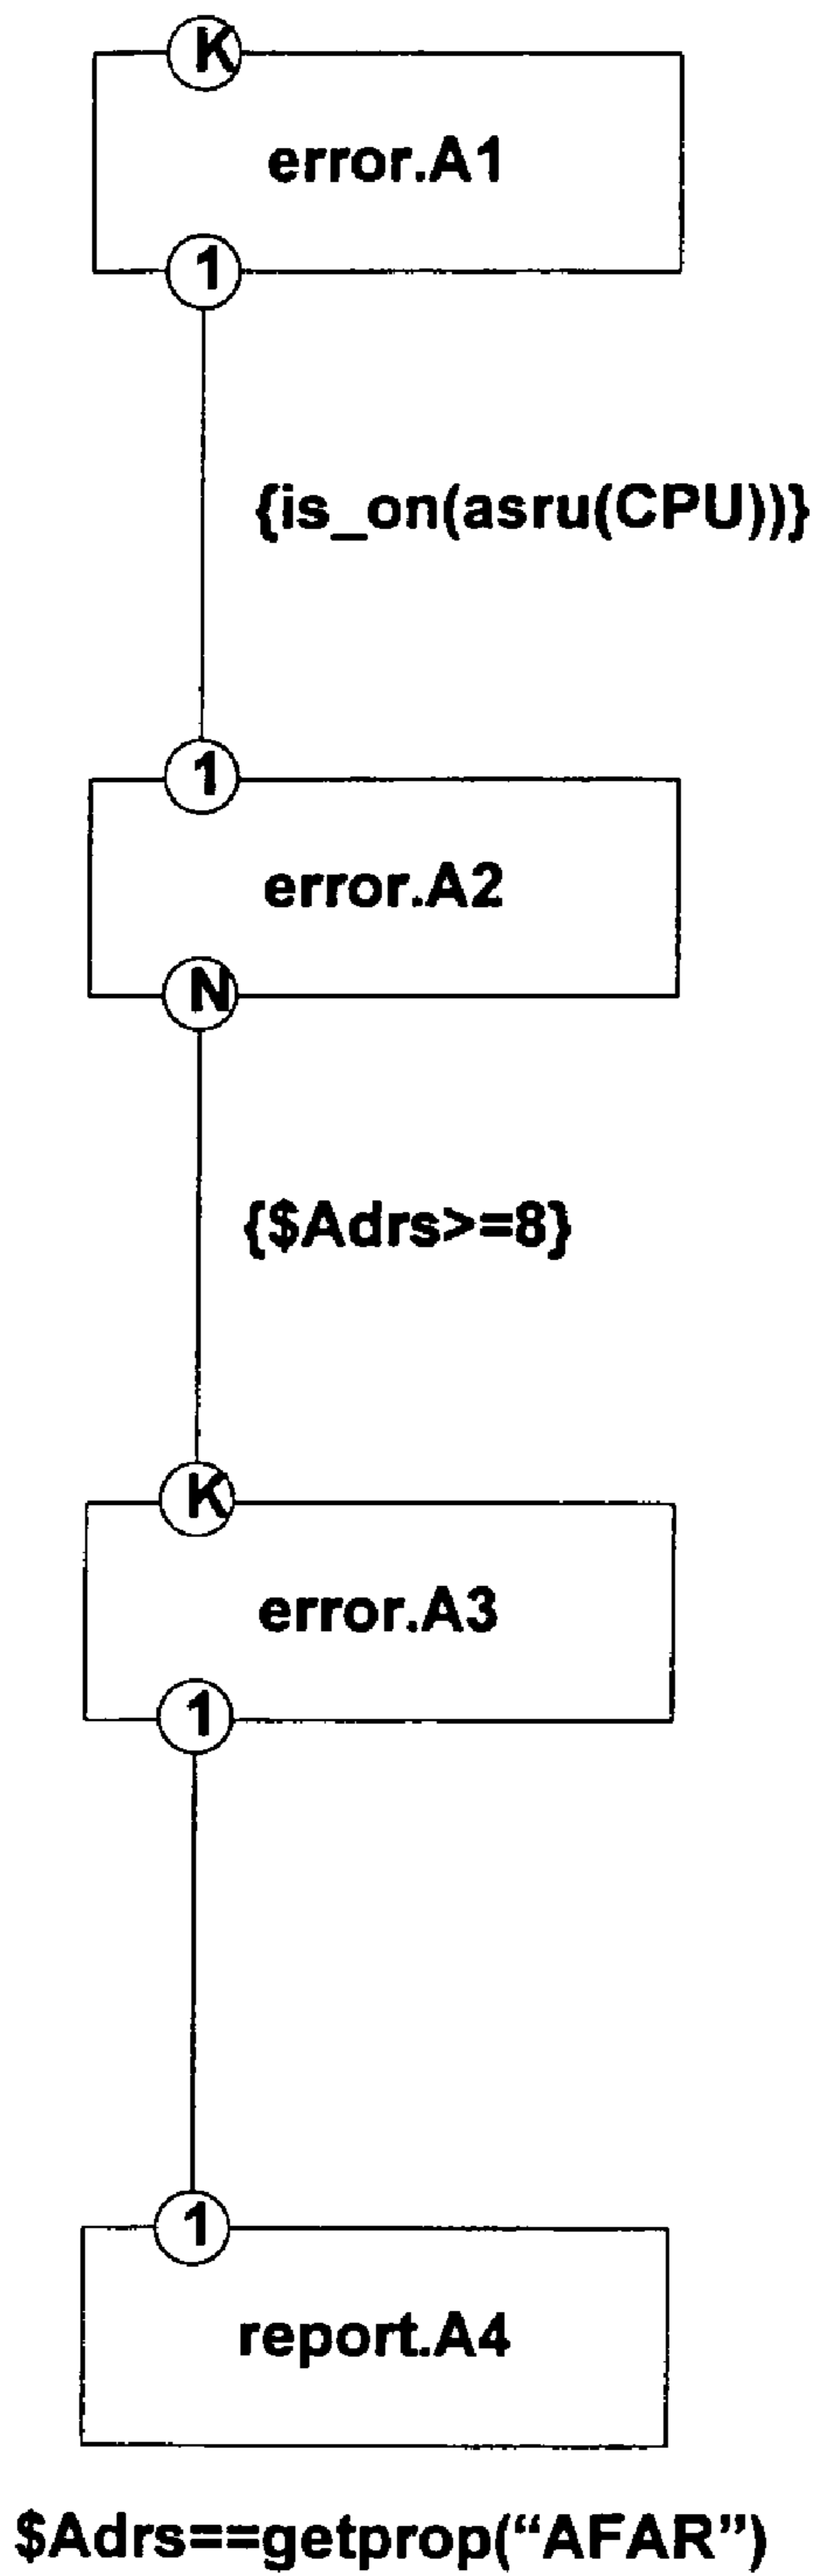 K
error.A1
1
{is_on(asru(CPU))}
1
error.A2
N
{$Adrs>=8}
K
error.A3
1
1
report.A4
$Adrs==getprop(“AFAR”)